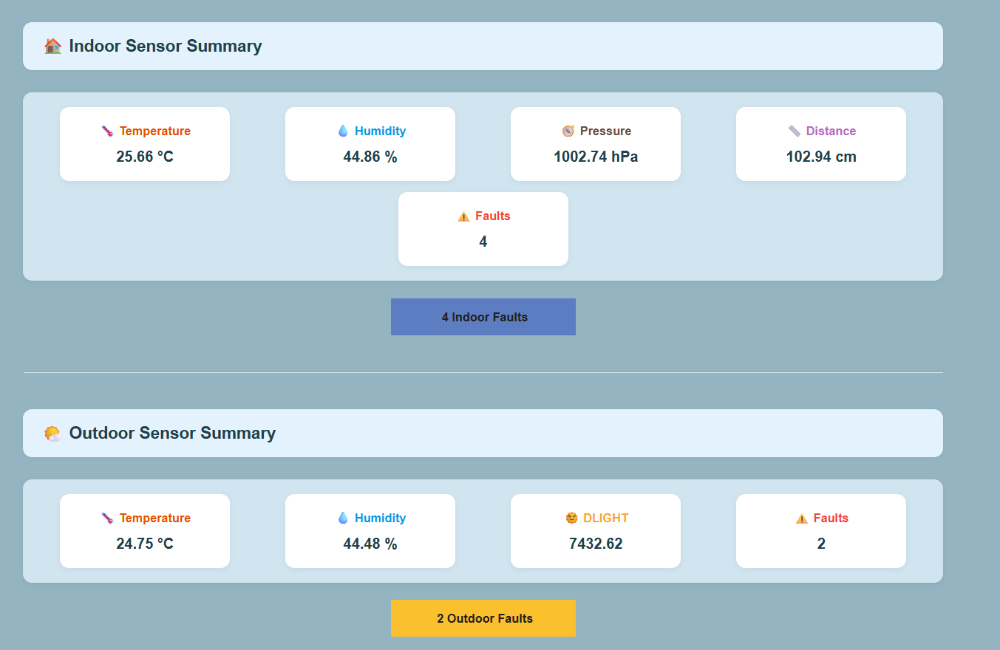 Indoor Sensor Summary
Temperature
25.66 °C
Humidity
44.86 %
Pressure
1002.74 hPa
Distance
102.94 cm
Faults
4
4 Indoor Faults
Outdoor Sensor Summary
Temperature
24.75 °C
Humidity
44.48 %
DLIGHT
7432.62
Faults
2
2 Outdoor Faults